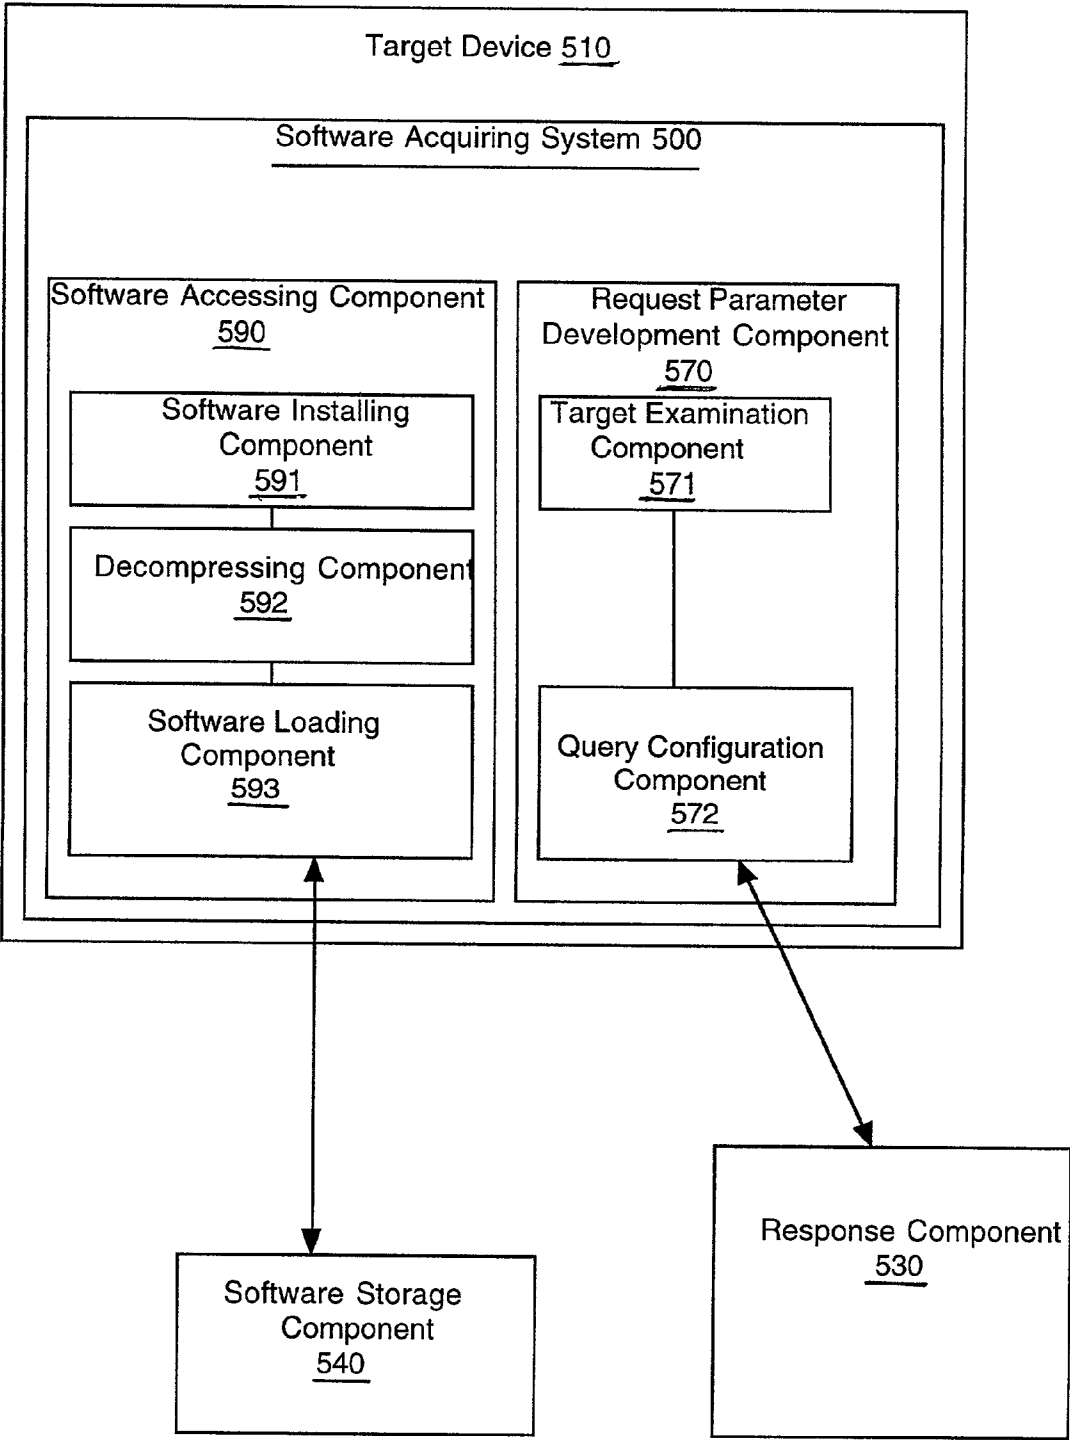 Target Device 510
Software Acquiring System 500
Software Accessing Component
590
Software Installing
Component
591
Decompressing Component
592
Software Loading
Component
593
Request Parameter
Development Component
570
Target Examination
Component
571
Query Configuration
Component
572
Software Storage
Component
540
Response Component
530